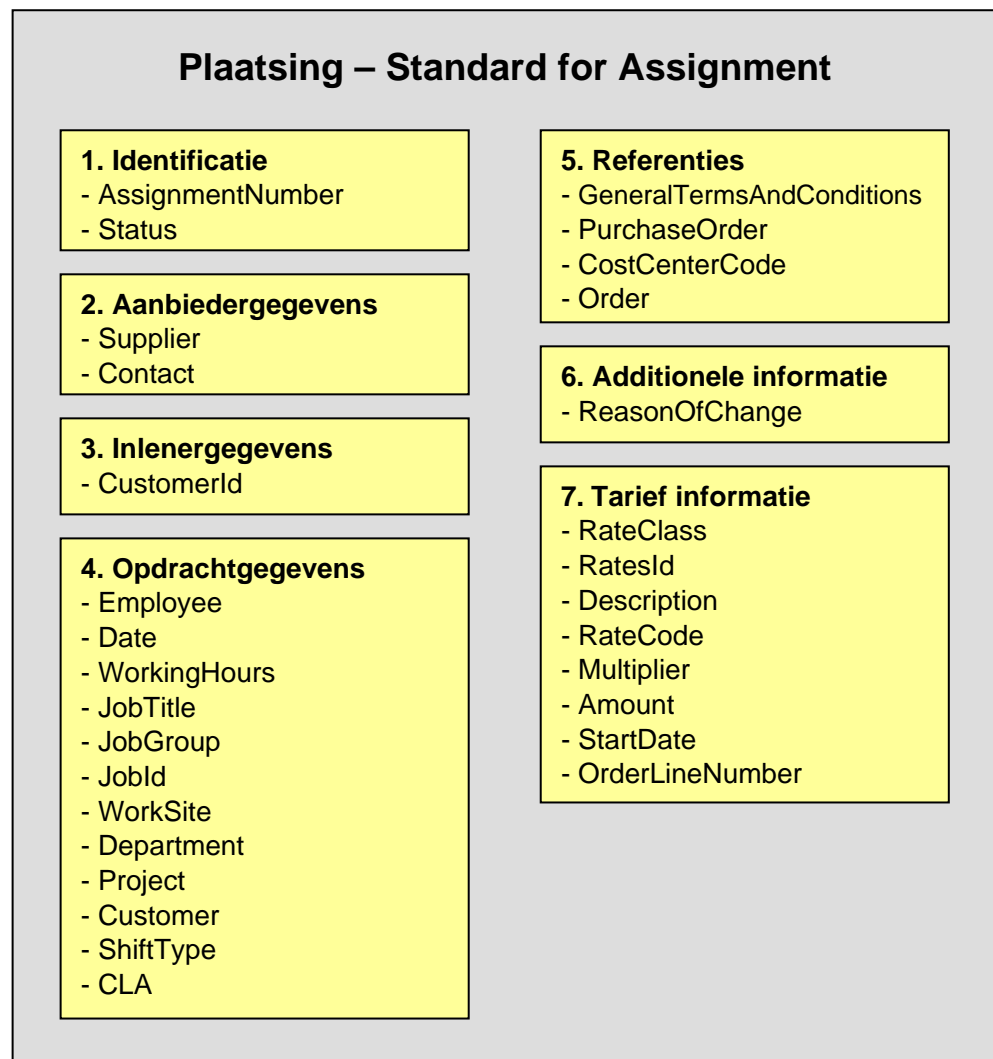 Plaatsing – Standard for Assignment
1. Identificatie
- AssignmentNumber
- Status
2. Aanbiedergegevens
- Supplier
- Contact
3. Inlenergegevens
- CustomerId
4. Opdrachtgegevens
- Employee
- Date
- WorkingHours
- JobTitle
- JobGroup
- JobId
- WorkSite
- Department
- Project
- Customer
- ShiftType
- CLA
5. Referenties
- GeneralTermsAndConditions
- PurchaseOrder
- CostCenterCode
- Order
6. Additionele informatie
- ReasonOfChange
7. Tarief informatie
- RateClass
- RatesId
- Description
- RateCode
- Multiplier
- Amount
- StartDate
- OrderLineNumber